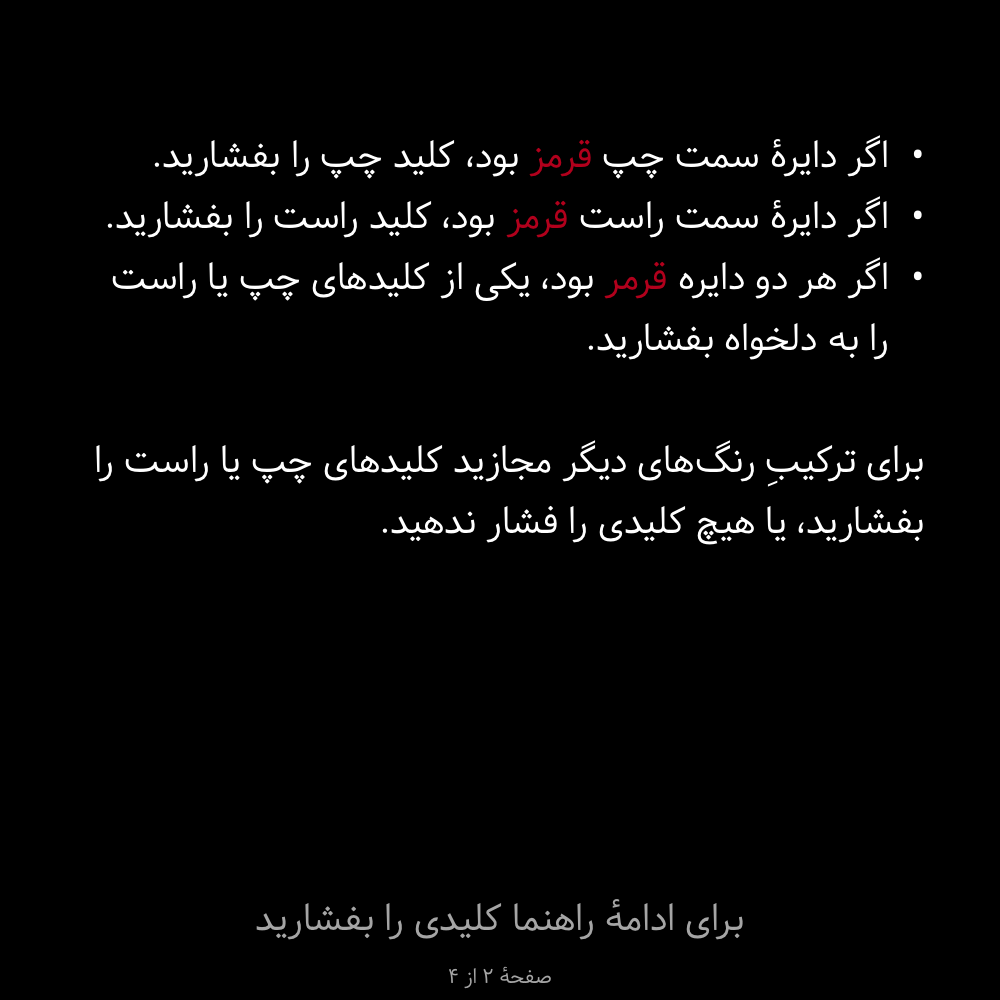 • اگر دایرهٔ سمت چپ قرمز بود، کلید چپ را بفشارید.
• اگر دایرهٔ سمت راست قرمز بود، کلید راست را بفشارید.
• اگر هر دو دایره قرمر بود، یکی از کلیدهای چپ یا راست
را به دلخواه بفشارید.
برای ترکیبِ رنگ‌های دیگر مجازید کلیدهای چپ یا راست را
بفشارید، یا هیچ کلیدی را فشار ندهید.
برای ادامهٔ راهنما کلیدی را بفشارید
صفحهٔ ۲ از ۴